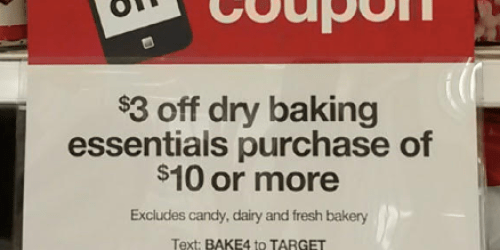 off
coupon
$3 off dry baking
essentials purchase of
$10 or more
Excludes candy, dairy and fresh bakery
Text: BAKE4 to TARGET